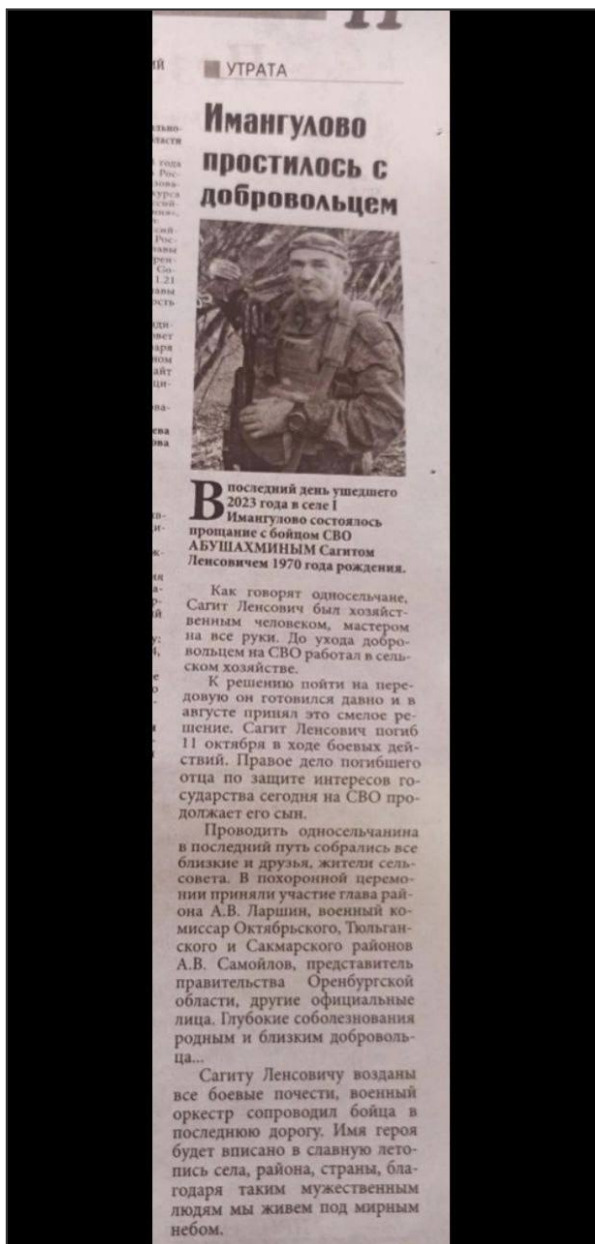 УТРАТА
Имангулово
простилось с
добровольцем
В последний день ушедшего
2023 года в селе I
Имангулово состоялось
прощание с бойцом СВО
АБУШАХМИНЫМ Сагитом
Ленсовичем 1970 года рождения.
Как говорят односельчане,
Сагит Ленсович был хозяйст-
венным человеком, мастером
на все руки. До ухода добро-
вольцем на СВО работал в сель-
ском хозяйстве.
К решению пойти на пере-
довую он готовился давно и в
августе принял это смелое ре-
шение. Сагит Ленсович погиб
11 октября в ходе боевых дей-
ствий. Правое дело погибшего
отца по защите интересов го-
сударства сегодня на СВО про-
должает его сын.
Проводить односельчанина
в последний путь собрались все
близкие и друзья, жители сель-
совета. В похоронной церемо-
нии приняли участие глава рай-
она А.В. Ларшин, военный ко-
миссар Октябрьского, Тюльган-
ского и Сакмарского районов
А.В. Самойлов, представитель
правительства Оренбургской
области, другие официальные
лица. Глубокие соболезнования
родным и близким доброволь-
ца...
Сагиту Ленсовичу возданы
все боевые почести, военный
оркестр сопроводил бойца в
последнюю дорогу. Имя героя
будет вписано в славную лето-
пись села, района, страны, бла-
годаря таким мужественным
людям мы живем под мирным
небом.